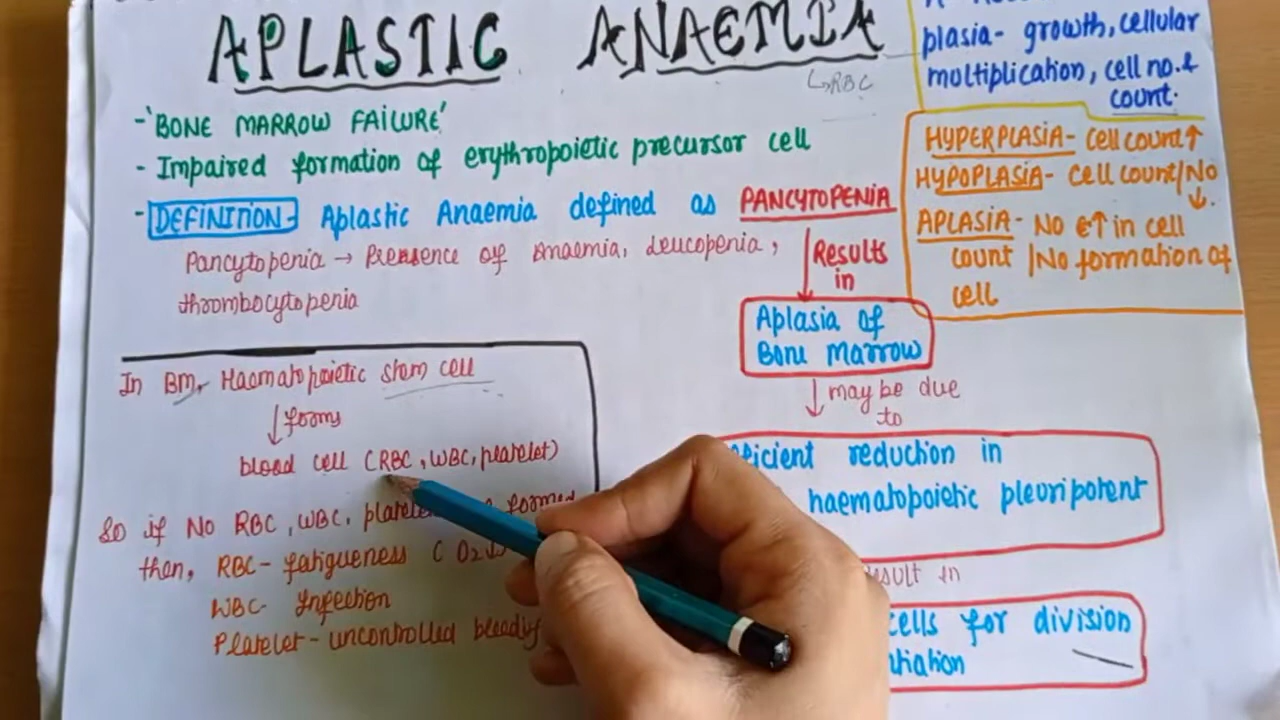 APLASTIC ANAEMIA
↳RBC
- 'BONE MARROW FAILURE'
- Impaired formation of erythropoietic precursor cell
- DEFINITION- Aplastic Anaemia defined as PANCYTOPENIA
Pancytopenia → Presence of Anaemia, Leucopenia,
thrombocytopenia
In BM, Haematopoietic stem cell
↓ forms
blood cell (RBC, WBC, platelet)
So if No RBC, WBC, formed
then, RBC- fatigueness ( O2↓
WBC- Infection
Platelet- uncontrolled
plasia- growth, cellular
multiplication, cell no. &
count.
HYPERPLASIA- cell count↑
HYPOPLASIA- cell count/No
↓.
APLASIA- No ↑ in cell
count /No formation of
cell
↓ Results
in
Aplasia of
Bone Marrow
↓ may be due
to
reduction in
haematopoietic pleuripotent
in
cells for division